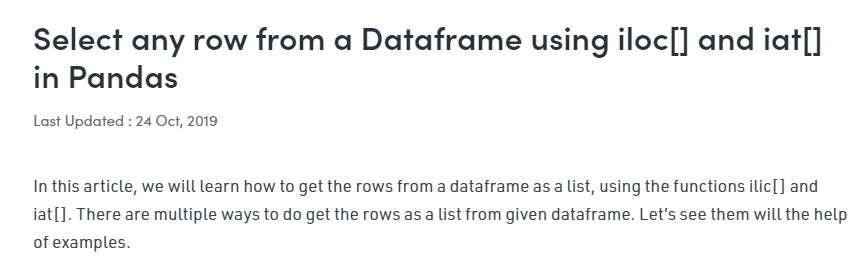 Select any row from a Dataframe using iloc[] and iat[]
in Pandas
Last Updated : 24 Oct, 2019
In this article, we will learn how to get the rows from a dataframe as a list, using the functions ilic[] and
iat[]. There are multiple ways to do get the rows as a list from given dataframe. Let's see them will the help
of examples.